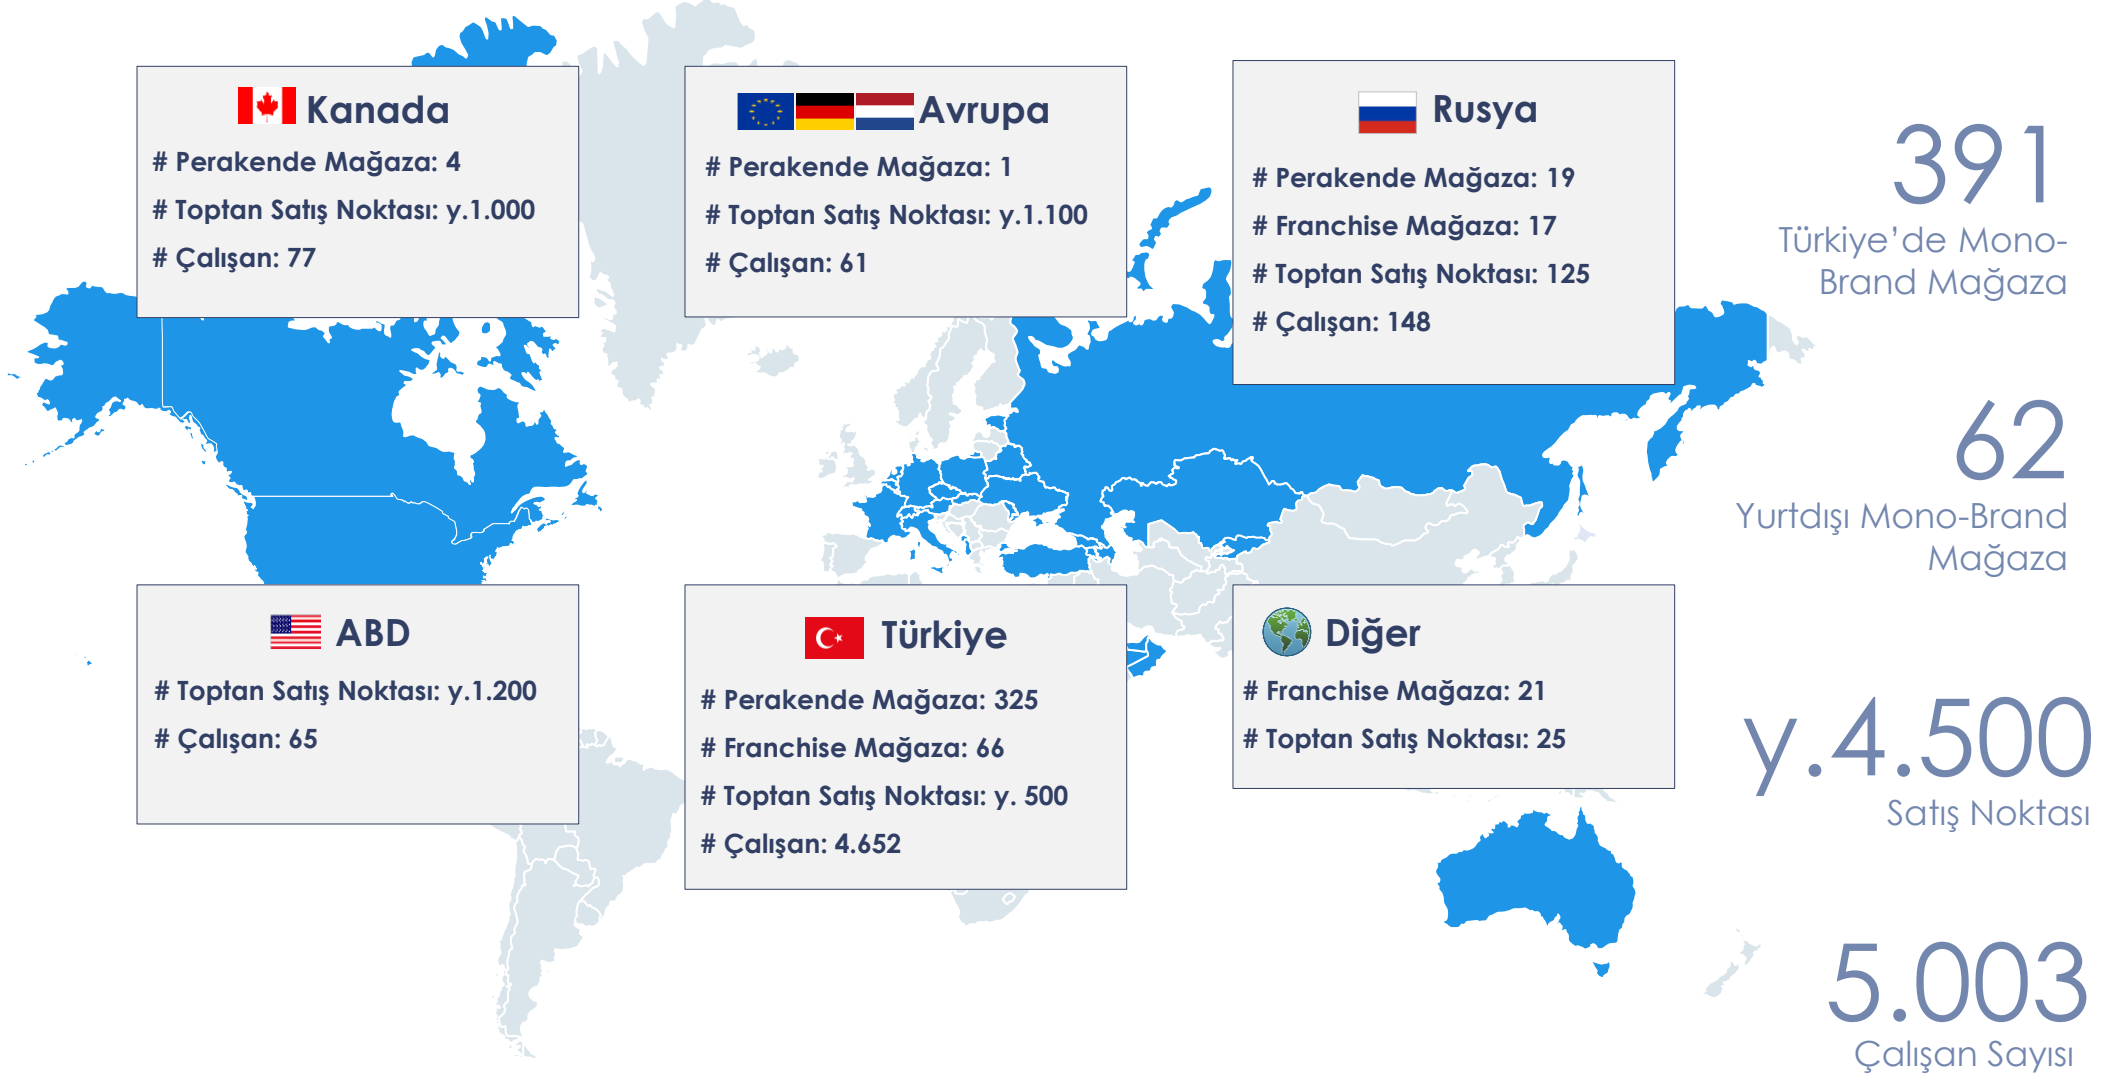 Kanada
# Perakende Mağaza: 4
# Toptan Satış Noktası: y.1.000
# Çalışan: 77
Avrupa
# Perakende Mağaza: 1
# Toptan Satış Noktası: y.1.100
# Çalışan: 61
Rusya
# Perakende Mağaza: 19
# Franchise Mağaza: 17
# Toptan Satış Noktası: 125
# Çalışan: 148
ABD
# Toptan Satış Noktası: y.1.200
# Çalışan: 65
Türkiye
# Perakende Mağaza: 325
# Franchise Mağaza: 66
# Toptan Satış Noktası: y. 500
# Çalışan: 4.652
Diğer
# Franchise Mağaza: 21
# Toptan Satış Noktası: 25
391
Türkiye’de Mono-
Brand Mağaza
62
Yurtdışı Mono-Brand
Mağaza
y.4.500
Satış Noktası
5.003
Çalışan Sayısı